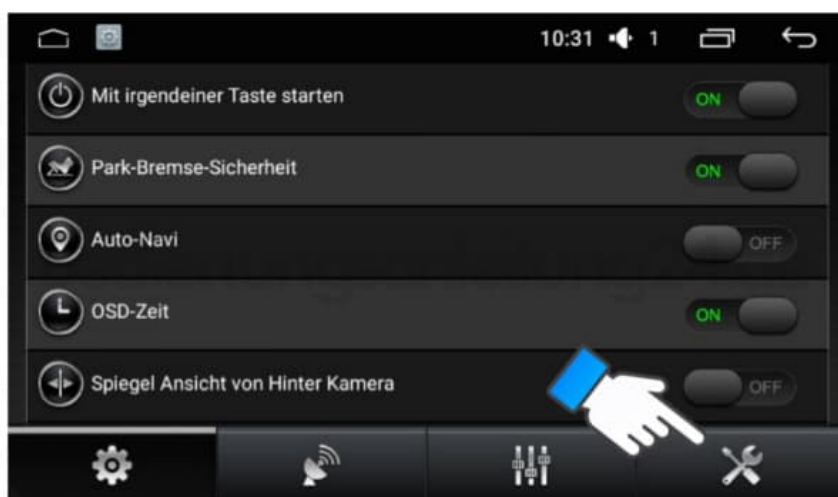 10:31 1
Mit irgendeiner Taste starten ON
Park-Bremse-Sicherheit ON
Auto-Navi OFF
OSD-Zeit ON
Spiegel Ansicht von Hinter Kamera OFF